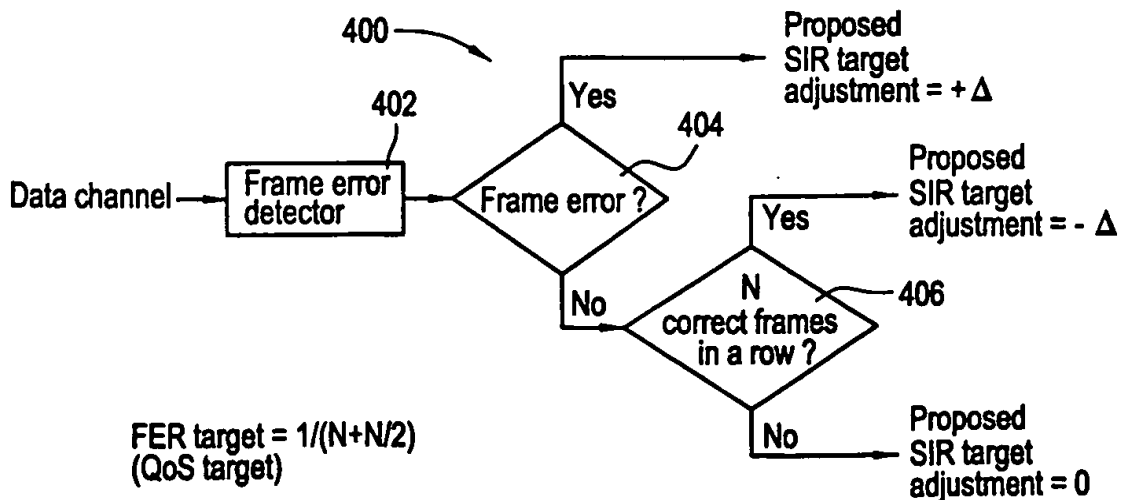 400
Proposed
SIR target
adjustment = + Δ
Yes
402
404
Data channel
Frame error
detector
Frame error ?
Proposed
SIR target
adjustment = - Δ
Yes
No
N
correct frames
in a row ?
406
FER target = 1/(N+N/2)
(QoS target)
No
Proposed
SIR target
adjustment = 0